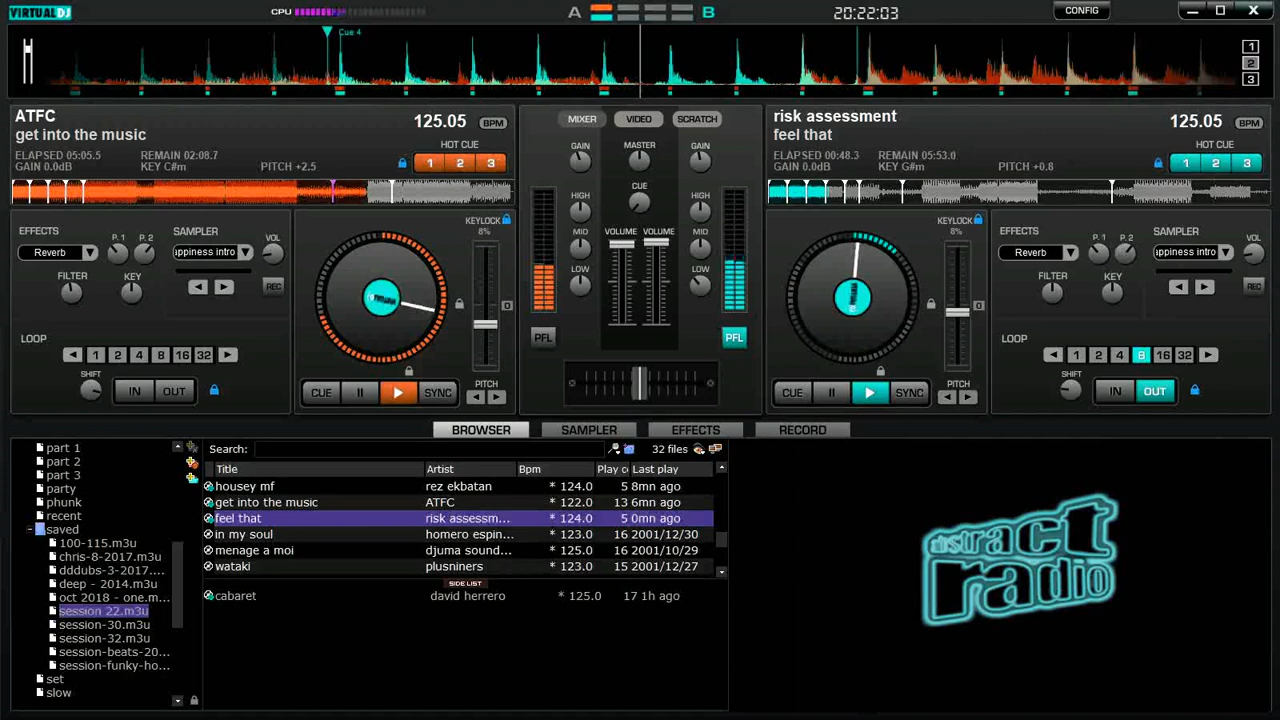 VIRTUALDJ
CPU
A
B
20:22:03
CONFIG
Cue 4
1
2
3
ATFC
get into the music
125.05 BPM
ELAPSED 05:05.5 REMAIN 02:08.7
GAIN 0.0dB KEY C#m PITCH +2.5
HOT CUE
1 2 3
MIXER VIDEO SCRATCH
GAIN MASTER GAIN
HIGH CUE HIGH
MID VOLUME VOLUME MID
LOW LOW
PFL PFL
risk assessment
feel that
125.05 BPM
ELAPSED 00:48.3 REMAIN 05:53.0
GAIN 0.0dB KEY C#m PITCH +0.8
HOT CUE
1 2 3
EFFECTS P.1 P.2 SAMPLER VOL
Reverb appiness intro
FILTER KEY REC
LOOP
1 2 4 8 16 32
SHIFT IN OUT
KEYLOCK
8%
CUE SYNC PITCH
KEYLOCK
8%
CUE SYNC PITCH
EFFECTS P.1 P.2 SAMPLER VOL
Reverb appiness intro
FILTER KEY REC
LOOP
1 2 4 8 16 32
SHIFT IN OUT
BROWSER SAMPLER EFFECTS RECORD
part 1
part 2
part 3
party
phunk
recent
saved
100-115.m3u
chris-8-2017.m3u
dddubs-3-2017....
deep - 2014.m3u
oct 2018 - one.m...
session 22.m3u
session-30.m3u
session-32.m3u
session-beats-20...
session-funky-ho...
set
slow
Search: 32 files
Title Artist Bpm Play c Last play
housey mf rez ekbatan * 124.0 5 8mn ago
get into the music ATFC * 122.0 13 6mn ago
feel that risk assessm... * 124.0 5 0mn ago
in my soul homero espin... * 123.0 16 2001/12/30
menage a moi djuma sound... * 125.0 16 2001/10/29
wataki plusniners * 123.0 15 2001/12/27
SIDE LIST
cabaret david herrero * 125.0 17 1h ago
abstract
radio